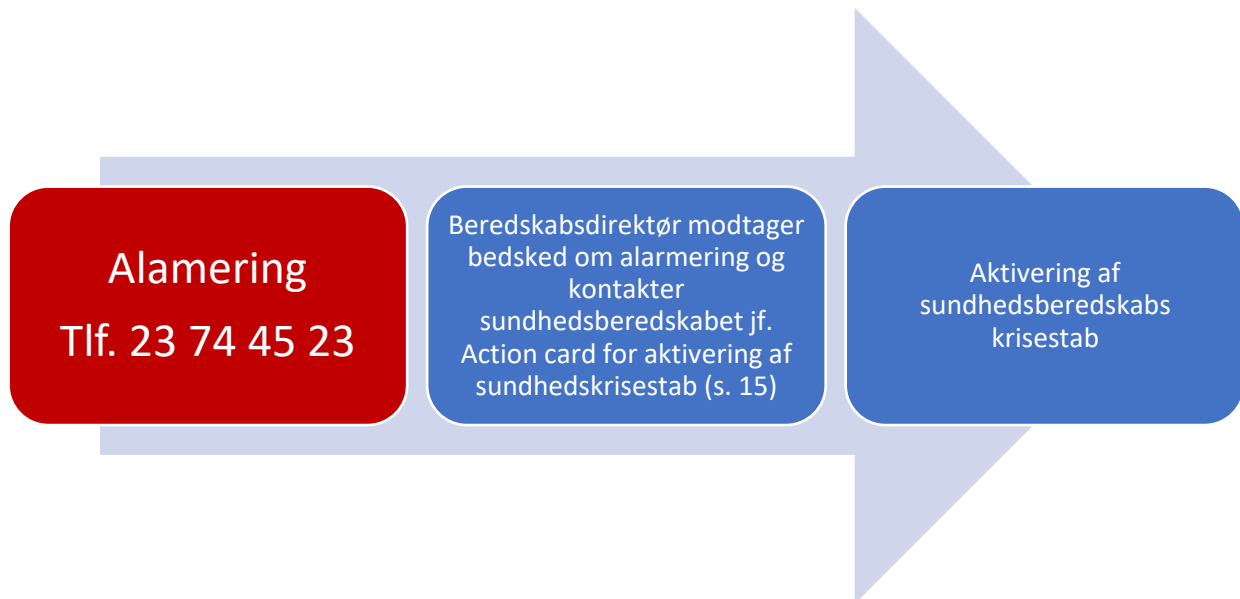 Alamering
Tlf. 23 74 45 23
Beredskabsdirektør modtager
bedsked om alarmering og
kontakter
sundhedsberedskabet jf.
Action card for aktivering af
sundhedskrisestab (s. 15)
Aktivering af
sundhedsberedskabs
krisestab